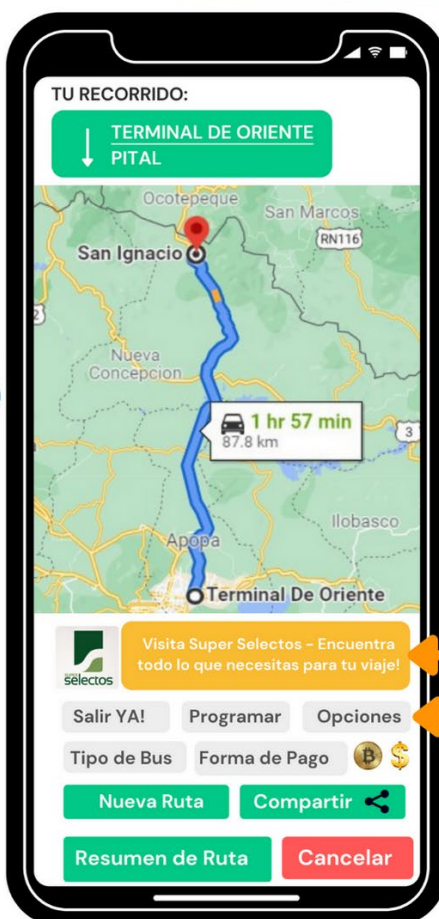 TU RECORRIDO:
TERMINAL DE ORIENTE
PITAL
Ocotepeque
San Marcos
RN116
San Ignacio
Nueva
Concepcion
1 hr 57 min
87.8 km
3
Ilobasco
Apopa
Terminal De Oriente
SUPER
selectos
Visita Super Selectos - Encuentra
todo lo que necesitas para tu viaje!
Salir YA!
Programar
Opciones
Tipo de Bus
Forma de Pago
Nueva Ruta
Compartir
Resumen de Ruta
Cancelar